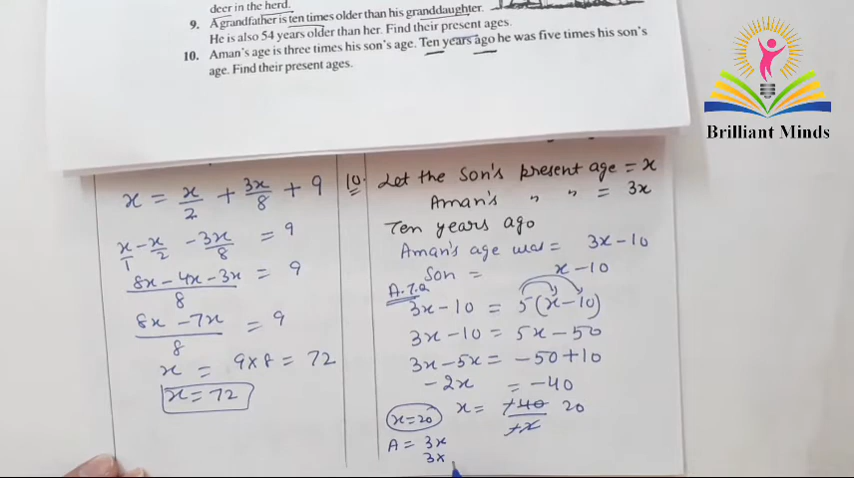 deer in the herd.
9. A grandfather is ten times older than his granddaughter.
He is also 54 years older than her. Find their present ages.
10. Aman's age is three times his son's age. Ten years ago he was five times his son's
age. Find their present ages.
Brilliant Minds
x = x/2 + 3x/8 + 9
x/1 - x/2 - 3x/8 = 9
8x - 4x - 3x / 8 = 9
8x - 7x / 8 = 9
x = 9x8 = 72
x = 72
10. Let the Son's present age = x
Aman's " " = 3x
Ten years ago
Aman's age was = 3x - 10
Son = x - 10
A.T.Q
3x - 10 = 5(x - 10)
3x - 10 = 5x - 50
3x - 5x = -50 + 10
-2x = -40
x = 20 x = +40/+2 20
A = 3x
3x